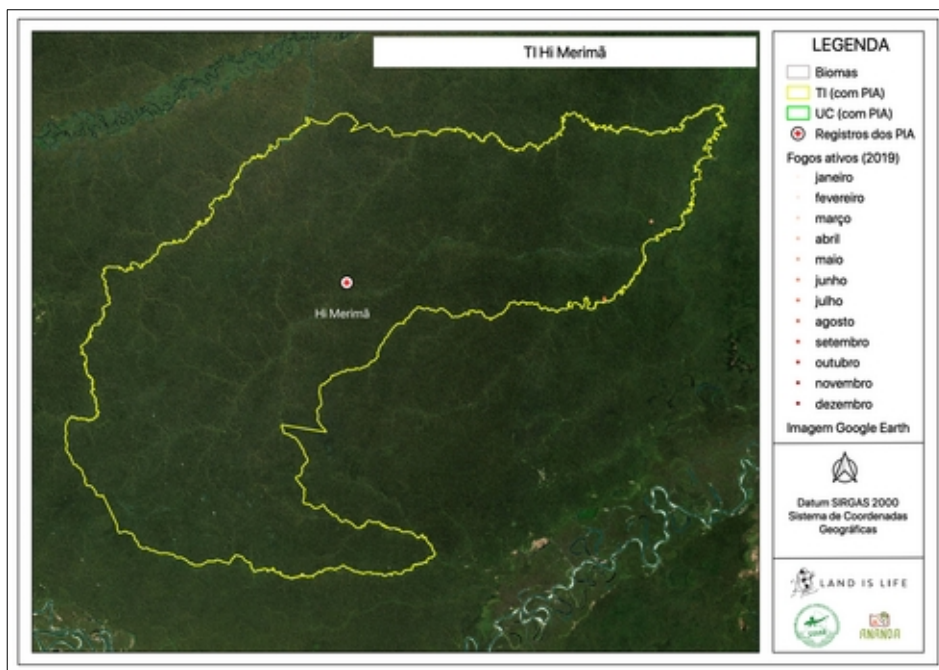 TI Hi Merimã
Hi Merimã
LEGENDA
Biomas
TI (com PIA)
UC (com PIA)
Registros dos PIA
Fogos ativos (2019)
janeiro
fevereiro
março
abril
maio
junho
julho
agosto
setembro
outubro
novembro
dezembro
Imagem Google Earth
Datum SIRGAS 2000
Sistema de Coordenadas
Geográficas
LAND IS LIFE
ANANDA